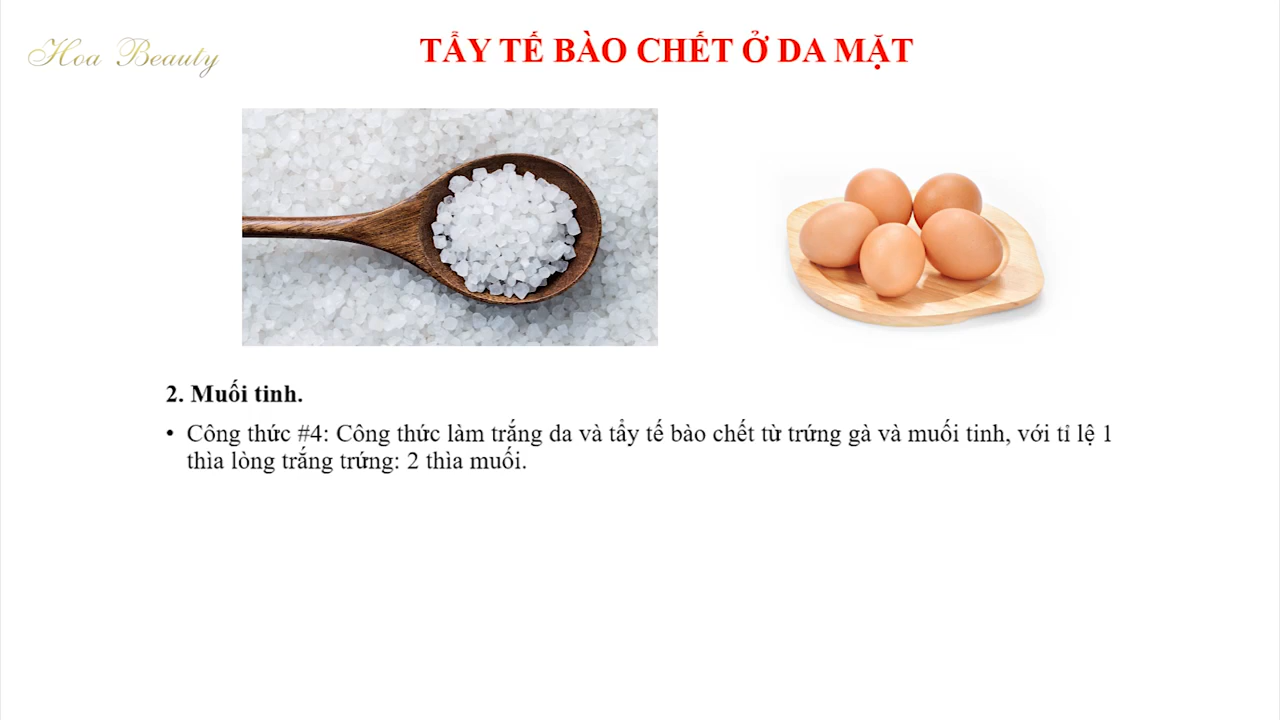 Hoa Beauty
TẨY TẾ BÀO CHẾT Ở DA MẶT
2. Muối tinh.
• Công thức #4: Công thức làm trắng da và tẩy tế bào chết từ trứng gà và muối tinh, với tỉ lệ 1
thìa lòng trắng trứng: 2 thìa muối.